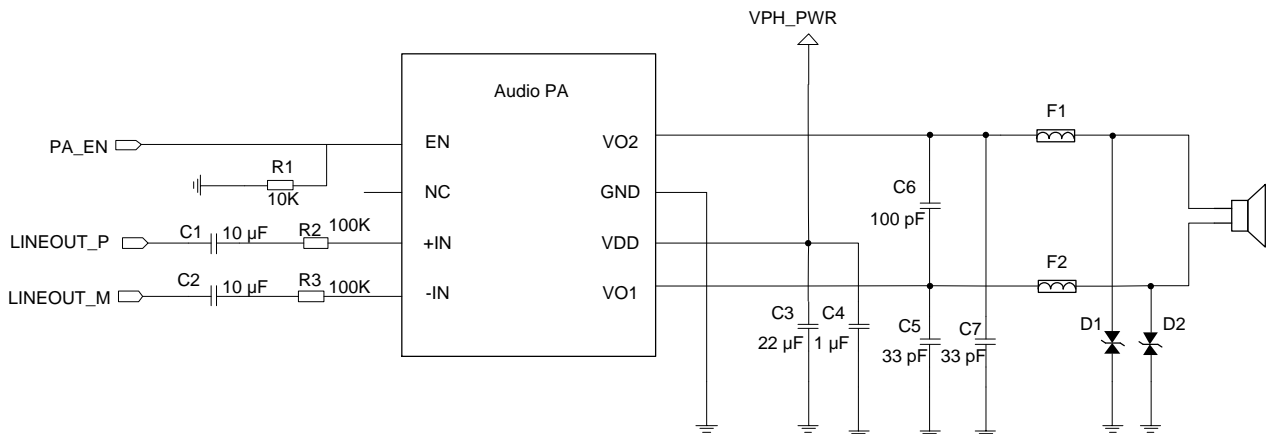 VPH_PWR
Audio PA
F1
PA_EN
EN
VO2
R1
10K
NC
GND
C6
100 pF
LINEOUT_P
C1
10 µF
R2
100K
+IN
VDD
F2
LINEOUT_M
C2
10 µF
R3
100K
-IN
VO1
C3
22 µF
C4
1 µF
C5
33 pF
C7
33 pF
D1
D2